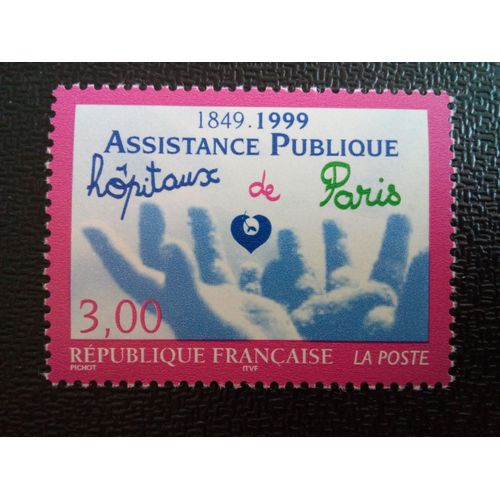 1849.1999
ASSISTANCE PUBLIQUE
hôpitaux de Paris
3,00
RÉPUBLIQUE FRANÇAISE LA POSTE
PICHOT ITVF